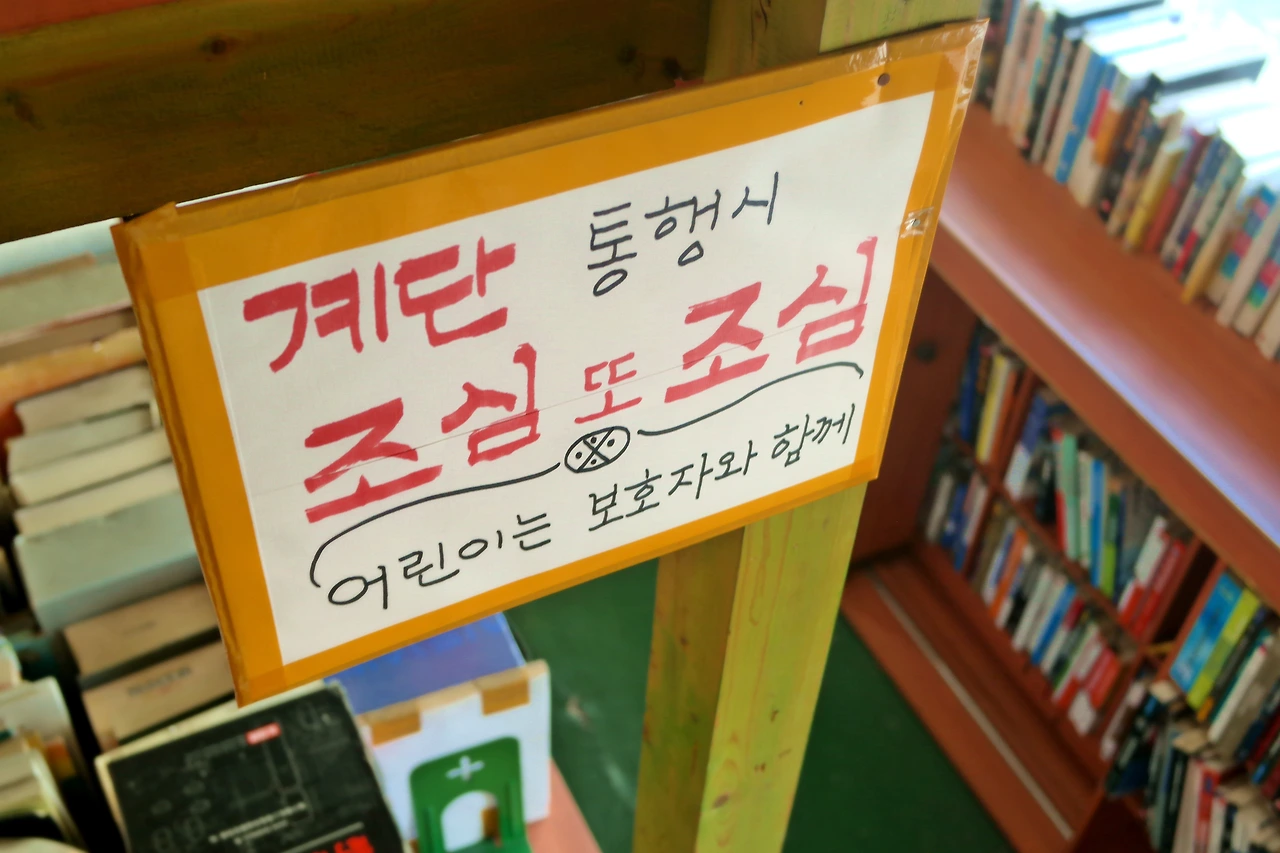 계단 통행시
조심 또 조심
어린이는 보호자와 함께